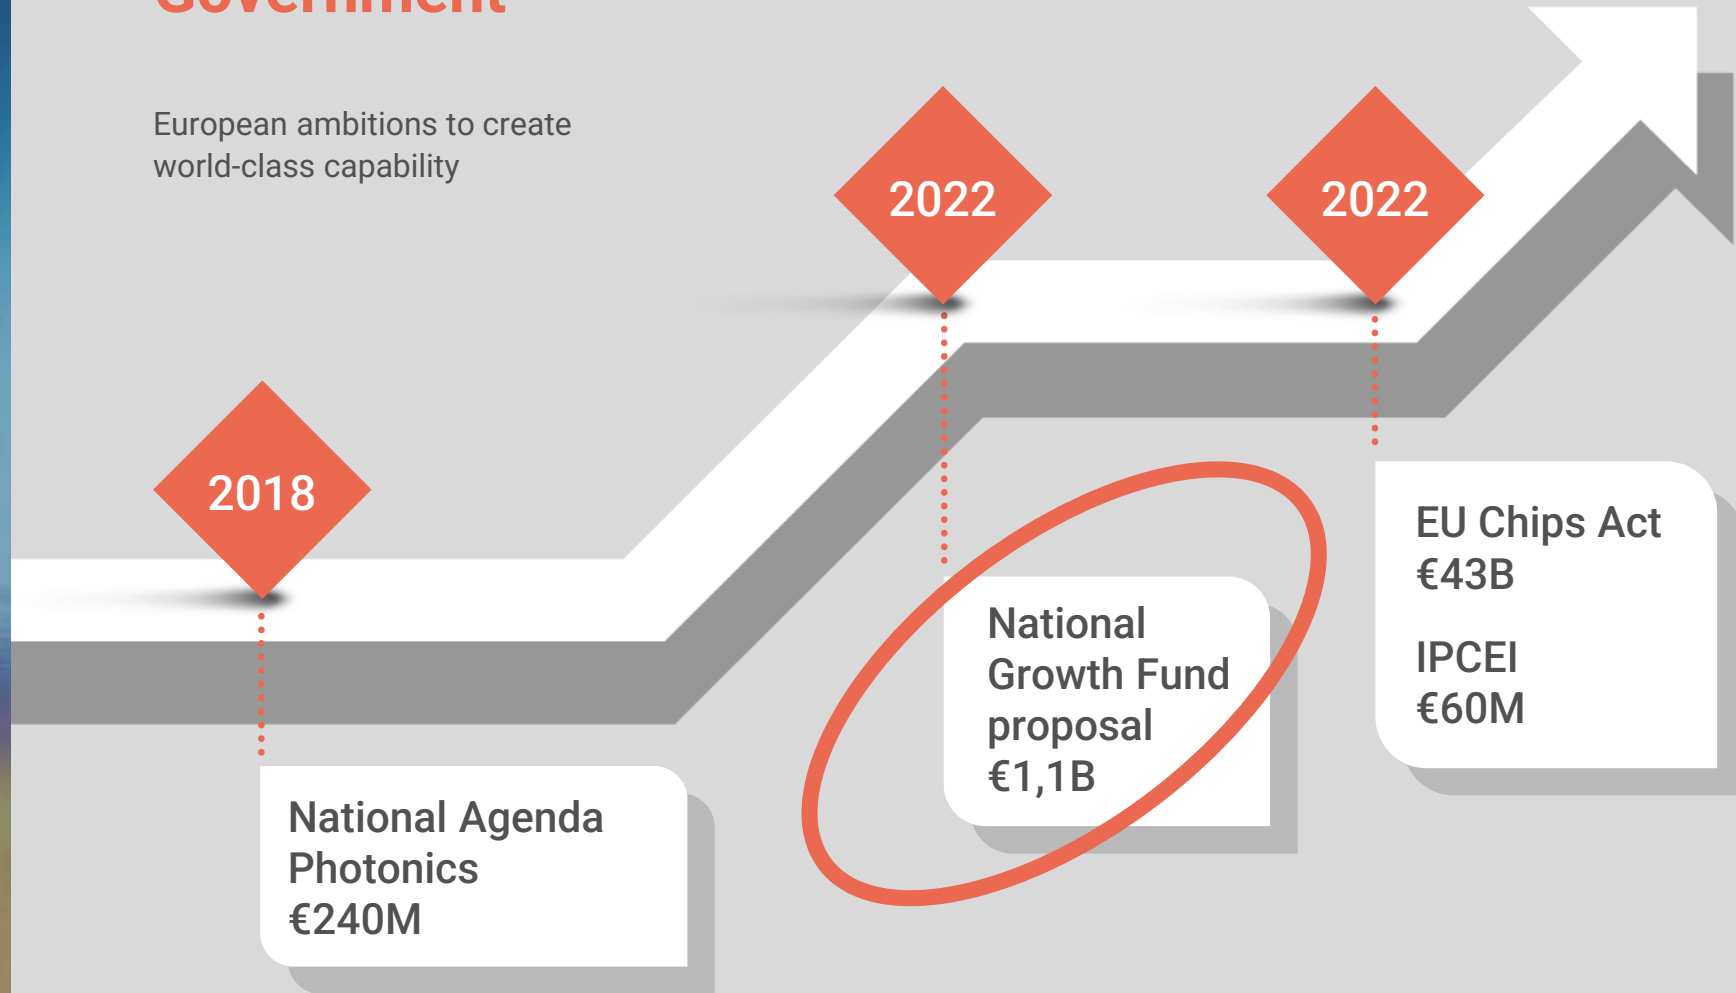 Government
European ambitions to create
world-class capability
2018
National Agenda
Photonics
€240M
2022
National
Growth Fund
proposal
€1,1B
2022
EU Chips Act
€43B
IPCEI
€60M